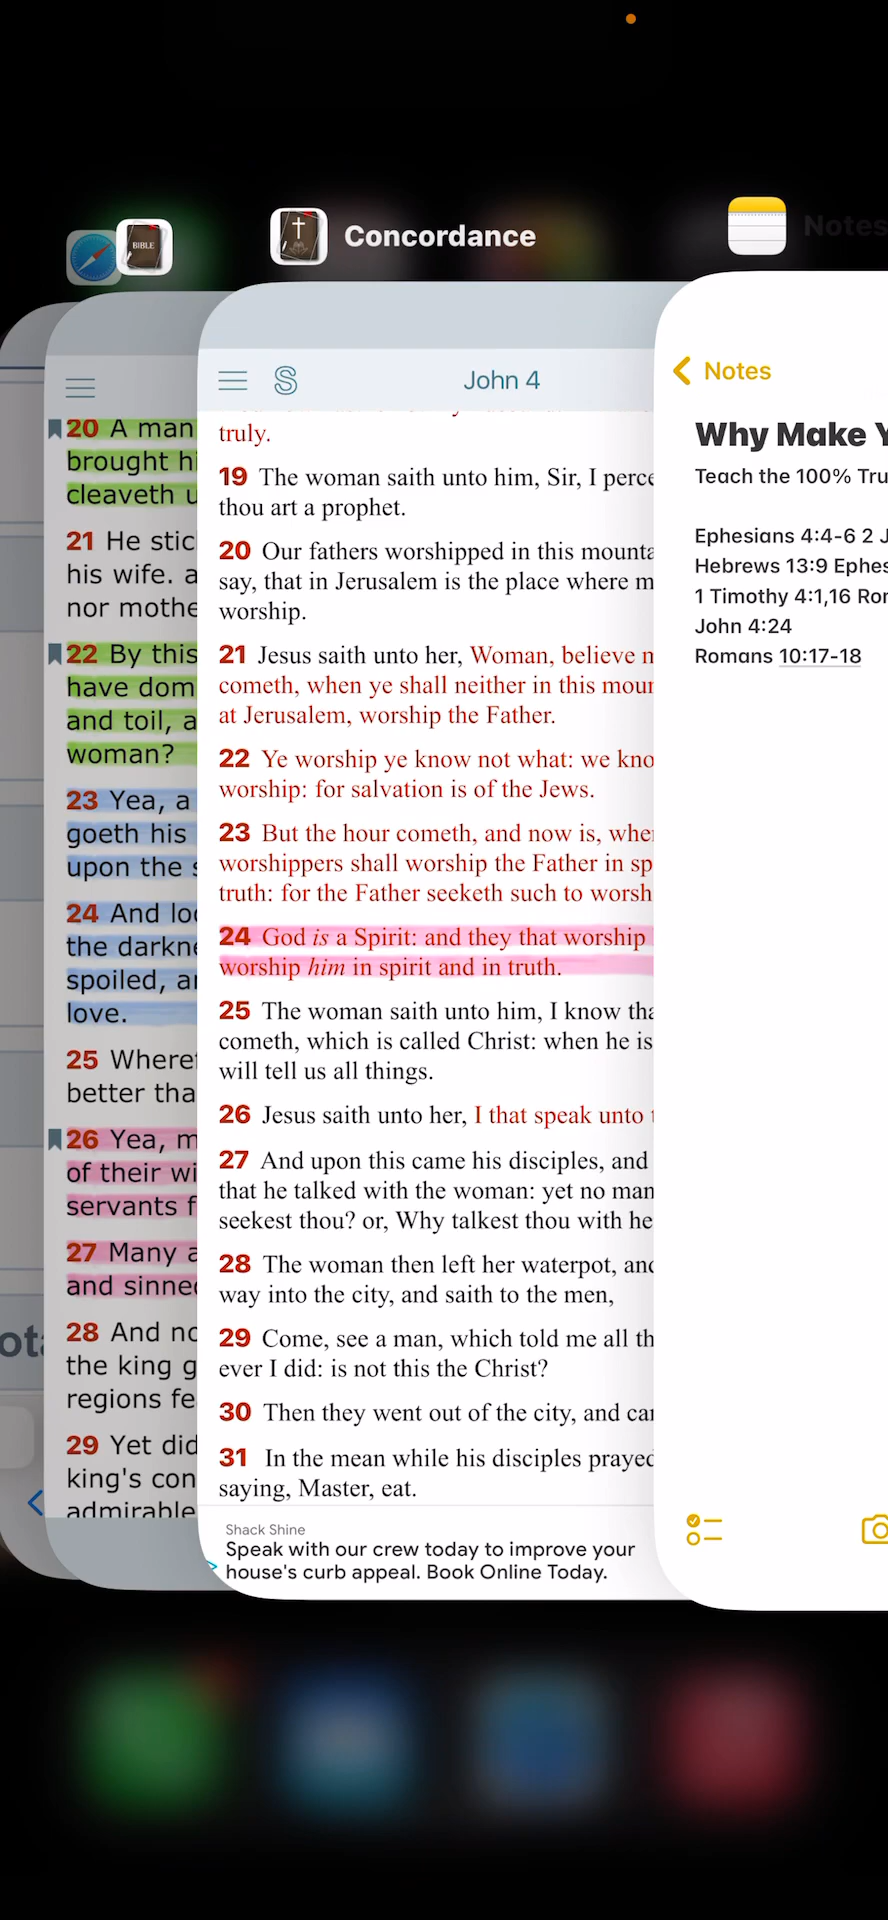 BIBLE
Concordance
Notes
20 A man
brought hi
cleaveth u
21 He stic
his wife. a
nor mothe
22 By this
have dom
and toil, a
woman?
23 Yea, a
goeth his
upon the s
24 And loo
the darkne
spoiled, an
love.
25 Wheref
better tha
26 Yea, m
of their wi
servants f
27 Many a
and sinned
28 And no
the king g
regions fe
29 Yet did
king's con
admirable
John 4
truly.
19 The woman saith unto him, Sir, I perce
thou art a prophet.
20 Our fathers worshipped in this mounta
say, that in Jerusalem is the place where m
worship.
21 Jesus saith unto her, Woman, believe m
cometh, when ye shall neither in this moun
at Jerusalem, worship the Father.
22 Ye worship ye know not what: we kno
worship: for salvation is of the Jews.
23 But the hour cometh, and now is, when
worshippers shall worship the Father in sp
truth: for the Father seeketh such to worsh
24 God is a Spirit: and they that worship
worship him in spirit and in truth.
25 The woman saith unto him, I know tha
cometh, which is called Christ: when he is
will tell us all things.
26 Jesus saith unto her, I that speak unto t
27 And upon this came his disciples, and
that he talked with the woman: yet no man
seekest thou? or, Why talkest thou with he
28 The woman then left her waterpot, and
way into the city, and saith to the men,
29 Come, see a man, which told me all th
ever I did: is not this the Christ?
30 Then they went out of the city, and car
31 In the mean while his disciples prayed
saying, Master, eat.
Shack Shine
Speak with our crew today to improve your
house's curb appeal. Book Online Today.
Notes
Why Make Y
Teach the 100% Tru
Ephesians 4:4-6 2 J
Hebrews 13:9 Ephes
1 Timothy 4:1,16 Ror
John 4:24
Romans 10:17-18